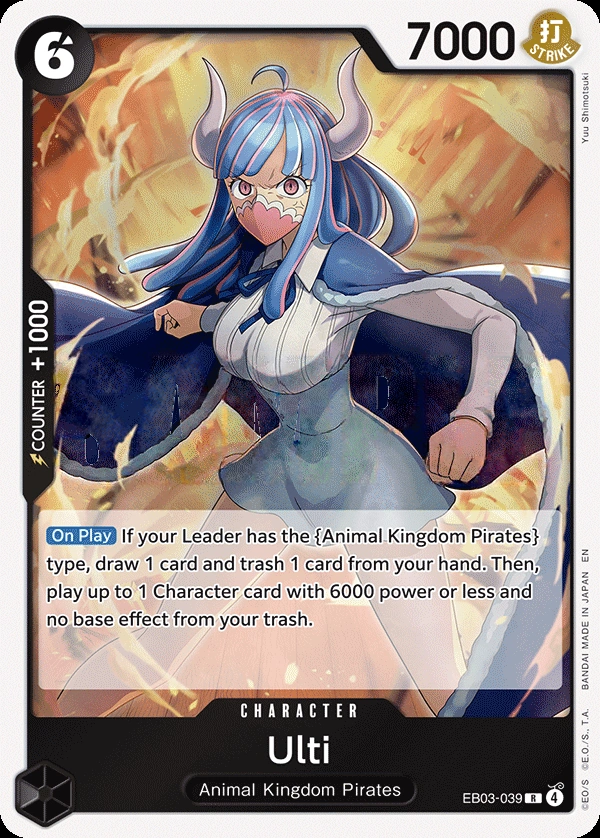 6
7000
打
STRIKE
Yuu Shimotsuki
COUNTER +1000
On Play If your Leader has the {Animal Kingdom Pirates}
type, draw 1 card and trash 1 card from your hand. Then,
play up to 1 Character card with 6000 power or less and
no base effect from your trash.
CHARACTER
Ulti
Animal Kingdom Pirates
EB03-039 R 4
©EO/S ©E.O./S., T.A. BANDAI MADE IN JAPAN EN